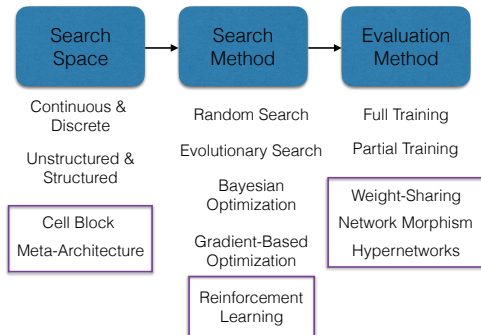 Search
Space
Continuous &
Discrete
Unstructured &
Structured
Cell Block
Meta-Architecture
Search
Method
Random Search
Evolutionary Search
Bayesian
Optimization
Gradient-Based
Optimization
Reinforcement
Learning
Evaluation
Method
Full Training
Partial Training
Weight-Sharing
Network Morphism
Hypernetworks